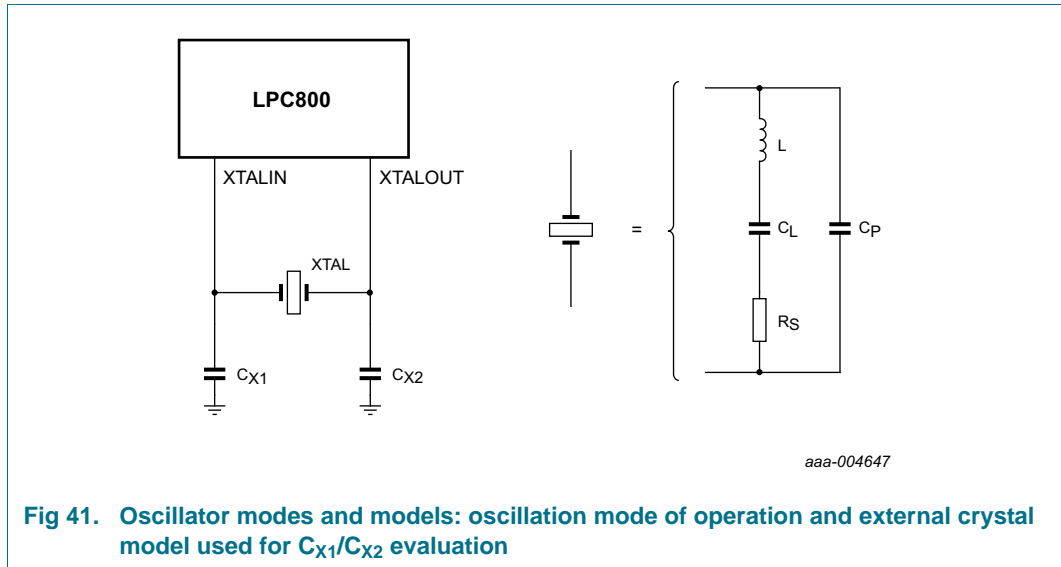 LPC800
XTALIN
XTALOUT
XTAL
CX1
CX2
=
L
CL
CP
RS
aaa-004647
Fig 41. Oscillator modes and models: oscillation mode of operation and external crystal
model used for CX1/CX2 evaluation